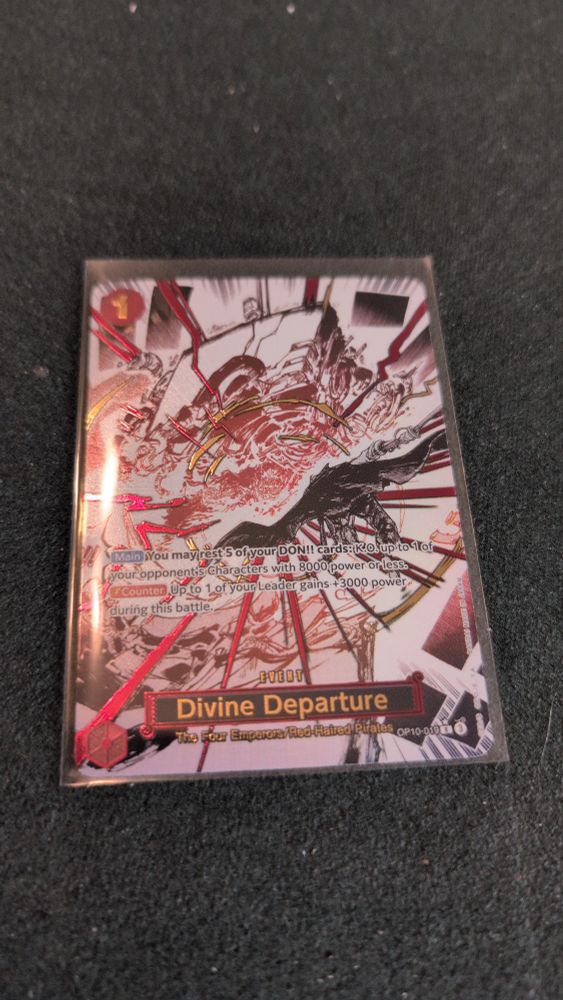 1
Main You may rest 5 of your DON!! cards: K.O. up to 1 of
your opponent's Characters with 8000 power or less.
Counter Up to 1 of your Leader gains +3000 power
during this battle.
EVENT
Divine Departure
The Four Emperors/Red-Haired Pirates OP10-019